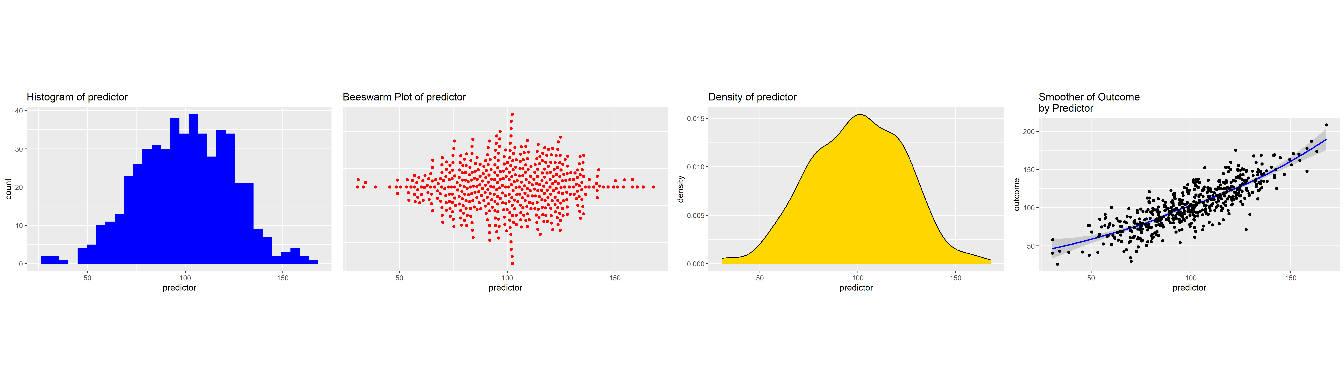 Histogram of predictor
40
30
20
10
0
count
50 100 150
predictor
Beeswarm Plot of predictor
50 100 150
predictor
Density of predictor
0.015
0.010
0.005
0.000
density
50 100 150
predictor
Smoother of Outcome
by Predictor
200
150
100
50
outcome
50 100 150
predictor